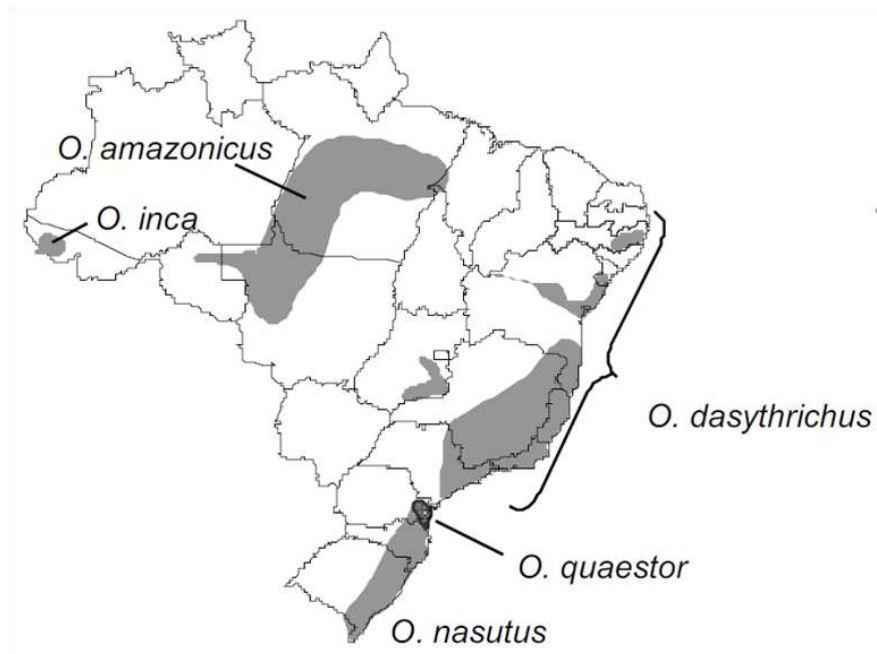 O. amazonicus
O. inca
O. dasythrichus
O. quaestor
O. nasutus